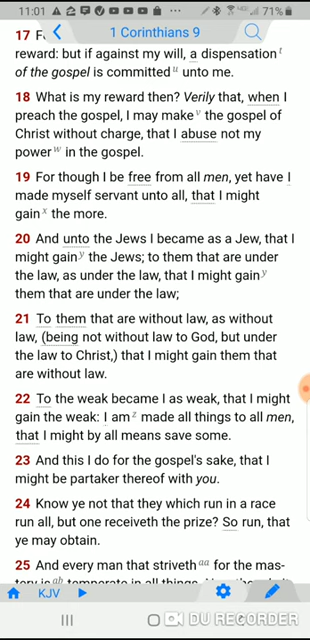 11:01 71%
1 Corinthians 9
17 F
reward: but if against my will, a dispensation t
of the gospel is committed u unto me.
18 What is my reward then? Verily that, when I
preach the gospel, I may make v the gospel of
Christ without charge, that I abuse not my
power w in the gospel.
19 For though I be free from all men, yet have I
made myself servant unto all, that I might
gain x the more.
20 And unto the Jews I became as a Jew, that I
might gain y the Jews; to them that are under
the law, as under the law, that I might gain y
them that are under the law;
21 To them that are without law, as without
law, (being not without law to God, but under
the law to Christ,) that I might gain them that
are without law.
22 To the weak became I as weak, that I might
gain the weak: I am z made all things to all men,
that I might by all means save some.
23 And this I do for the gospel's sake, that I
might be partaker thereof with you.
24 Know ye not that they which run in a race
run all, but one receiveth the prize? So run, that
ye may obtain.
25 And every man that striveth aa for the mas-
tery is ab temperate in all things.
KJV
DU RECORDER